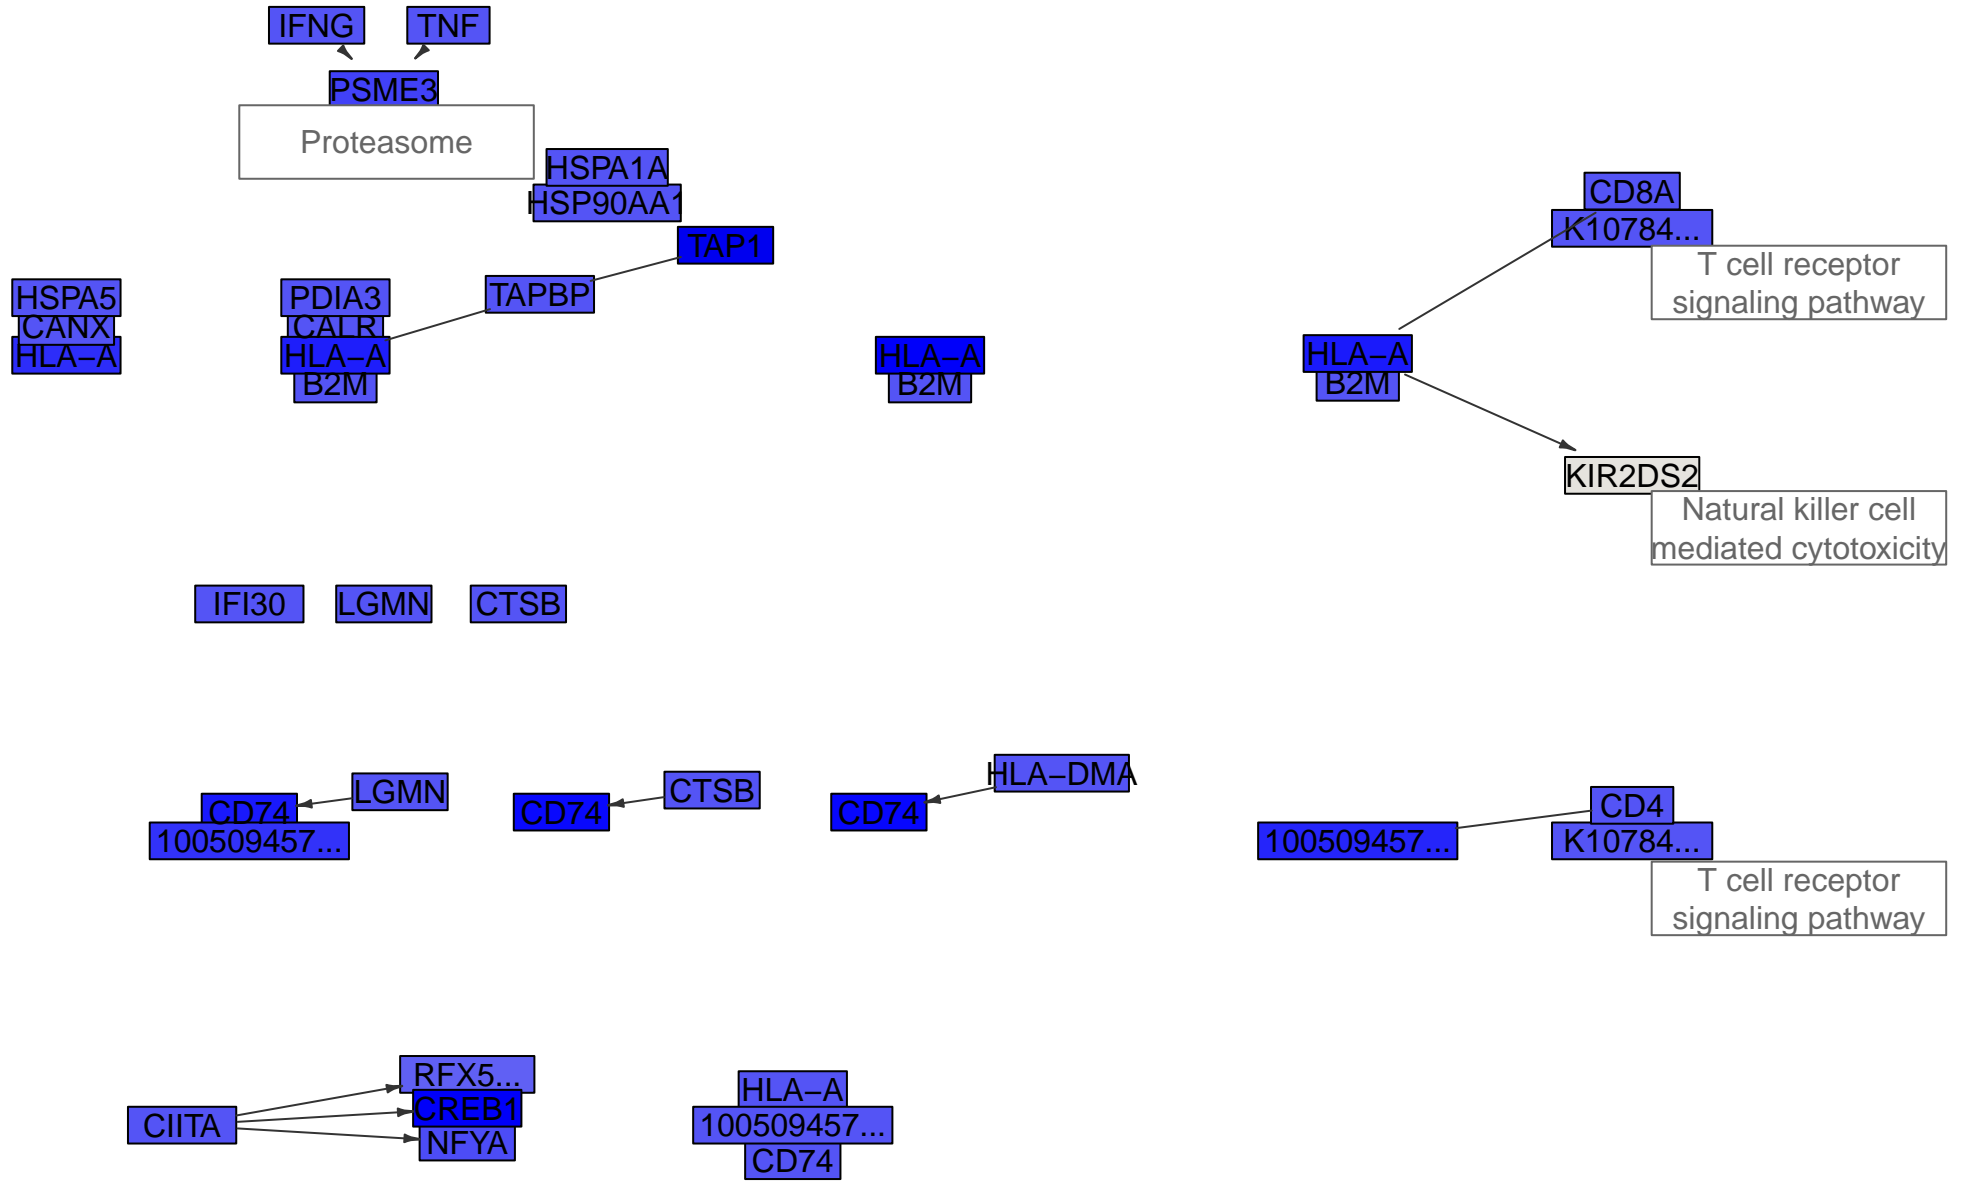 IFNG
TNF
PSME3
Proteasome
HSPA1A
HSP90AA1
CD8A
K10784...
TAP1
T cell receptor
signaling pathway
HSPA5
PDIA3
TAPBP
CANX
CALR
HLA−A
HLA−A
HLA−A
HLA−A
B2M
B2M
B2M
KIR2DS2
Natural killer cell
mediated cytotoxicity
IFI30
LGMN
CTSB
LGMN
CTSB
HLA−DMA
CD74
CD74
CD74
CD4
100509457...
100509457...
K10784...
T cell receptor
signaling pathway
RFX5...
HLA−A
CREB1
CIITA
100509457...
NFYA
CD74